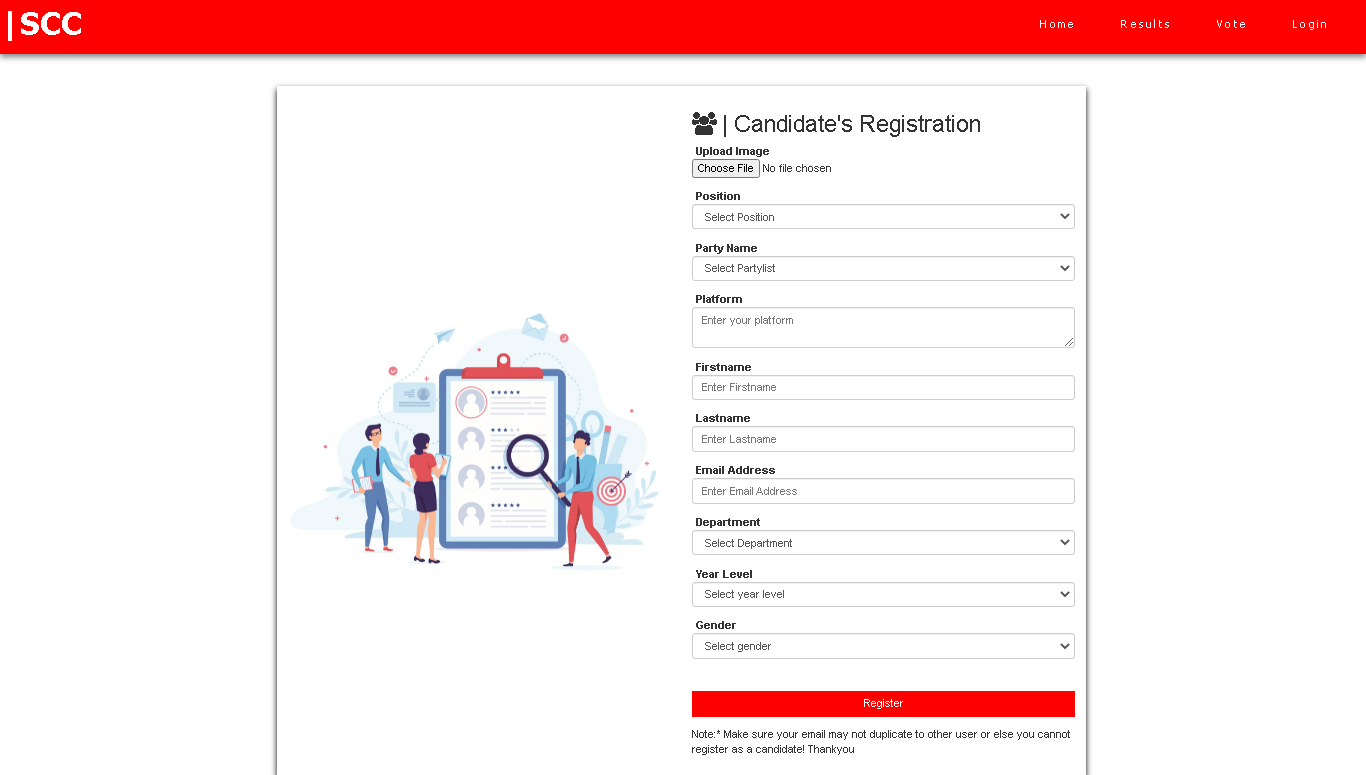 | SCC
Home Results Vote Login
| Candidate's Registration
Upload Image
Choose File No file chosen
Position
Select Position
Party Name
Select Partylist
Platform
Enter your platform
Firstname
Enter Firstname
Lastname
Enter Lastname
Email Address
Enter Email Address
Department
Select Department
Year Level
Select year level
Gender
Select gender
Register
Note:* Make sure your email may not duplicate to other user or else you cannot
register as a candidate! Thankyou